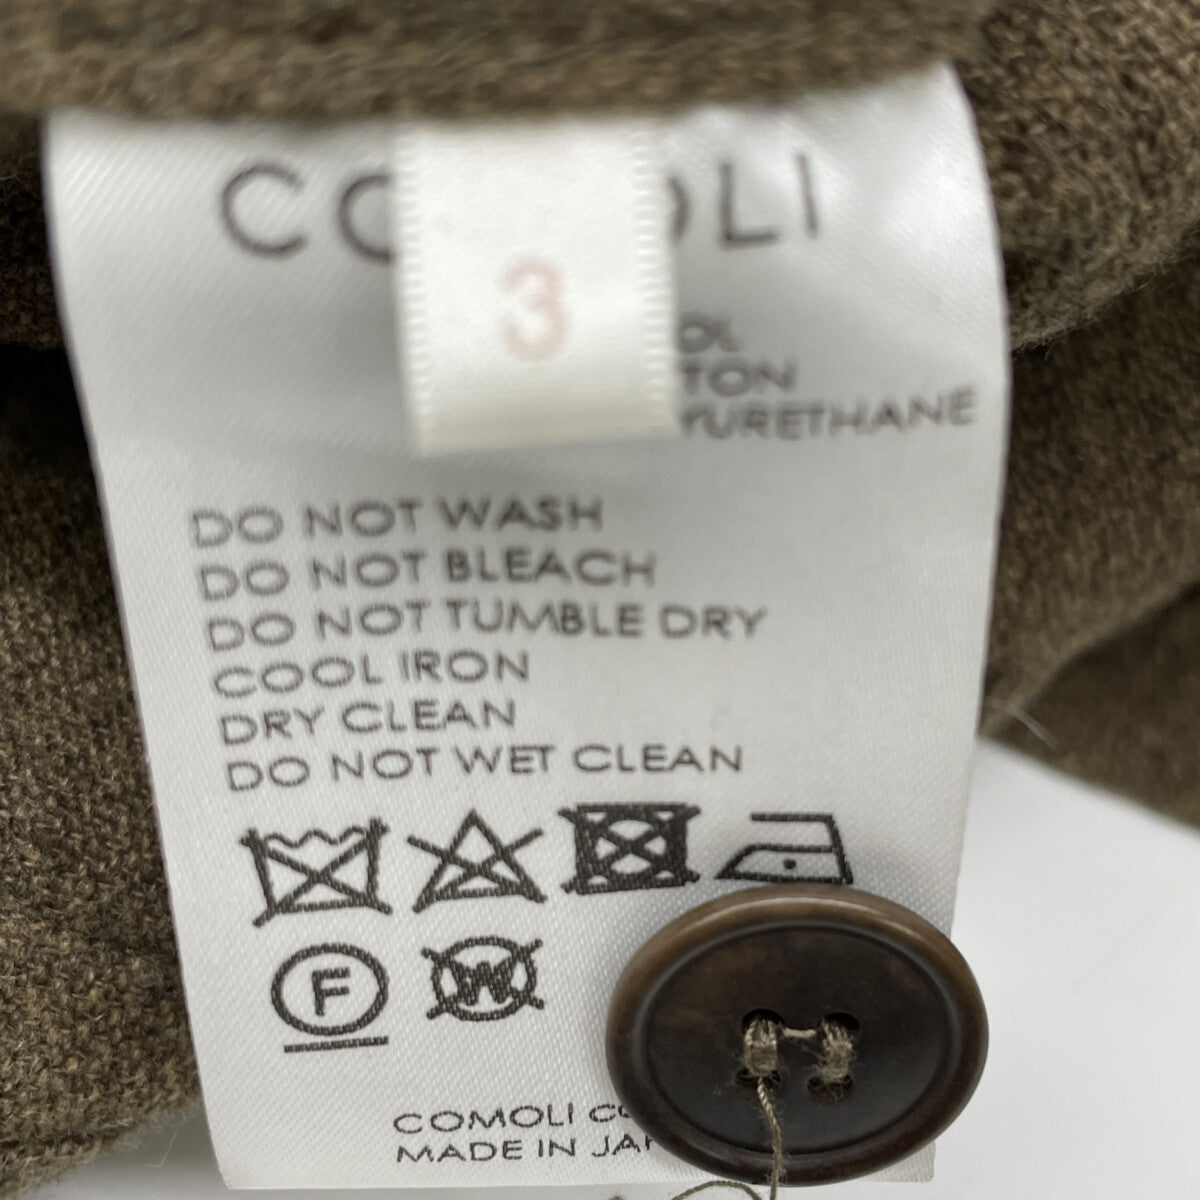 CO OLI
3
OL
TON
YURETHANE
DO NOT WASH
DO NOT BLEACH
DO NOT TUMBLE DRY
COOL IRON
DRY CLEAN
DO NOT WET CLEAN
F W
COMOLI
MADE IN